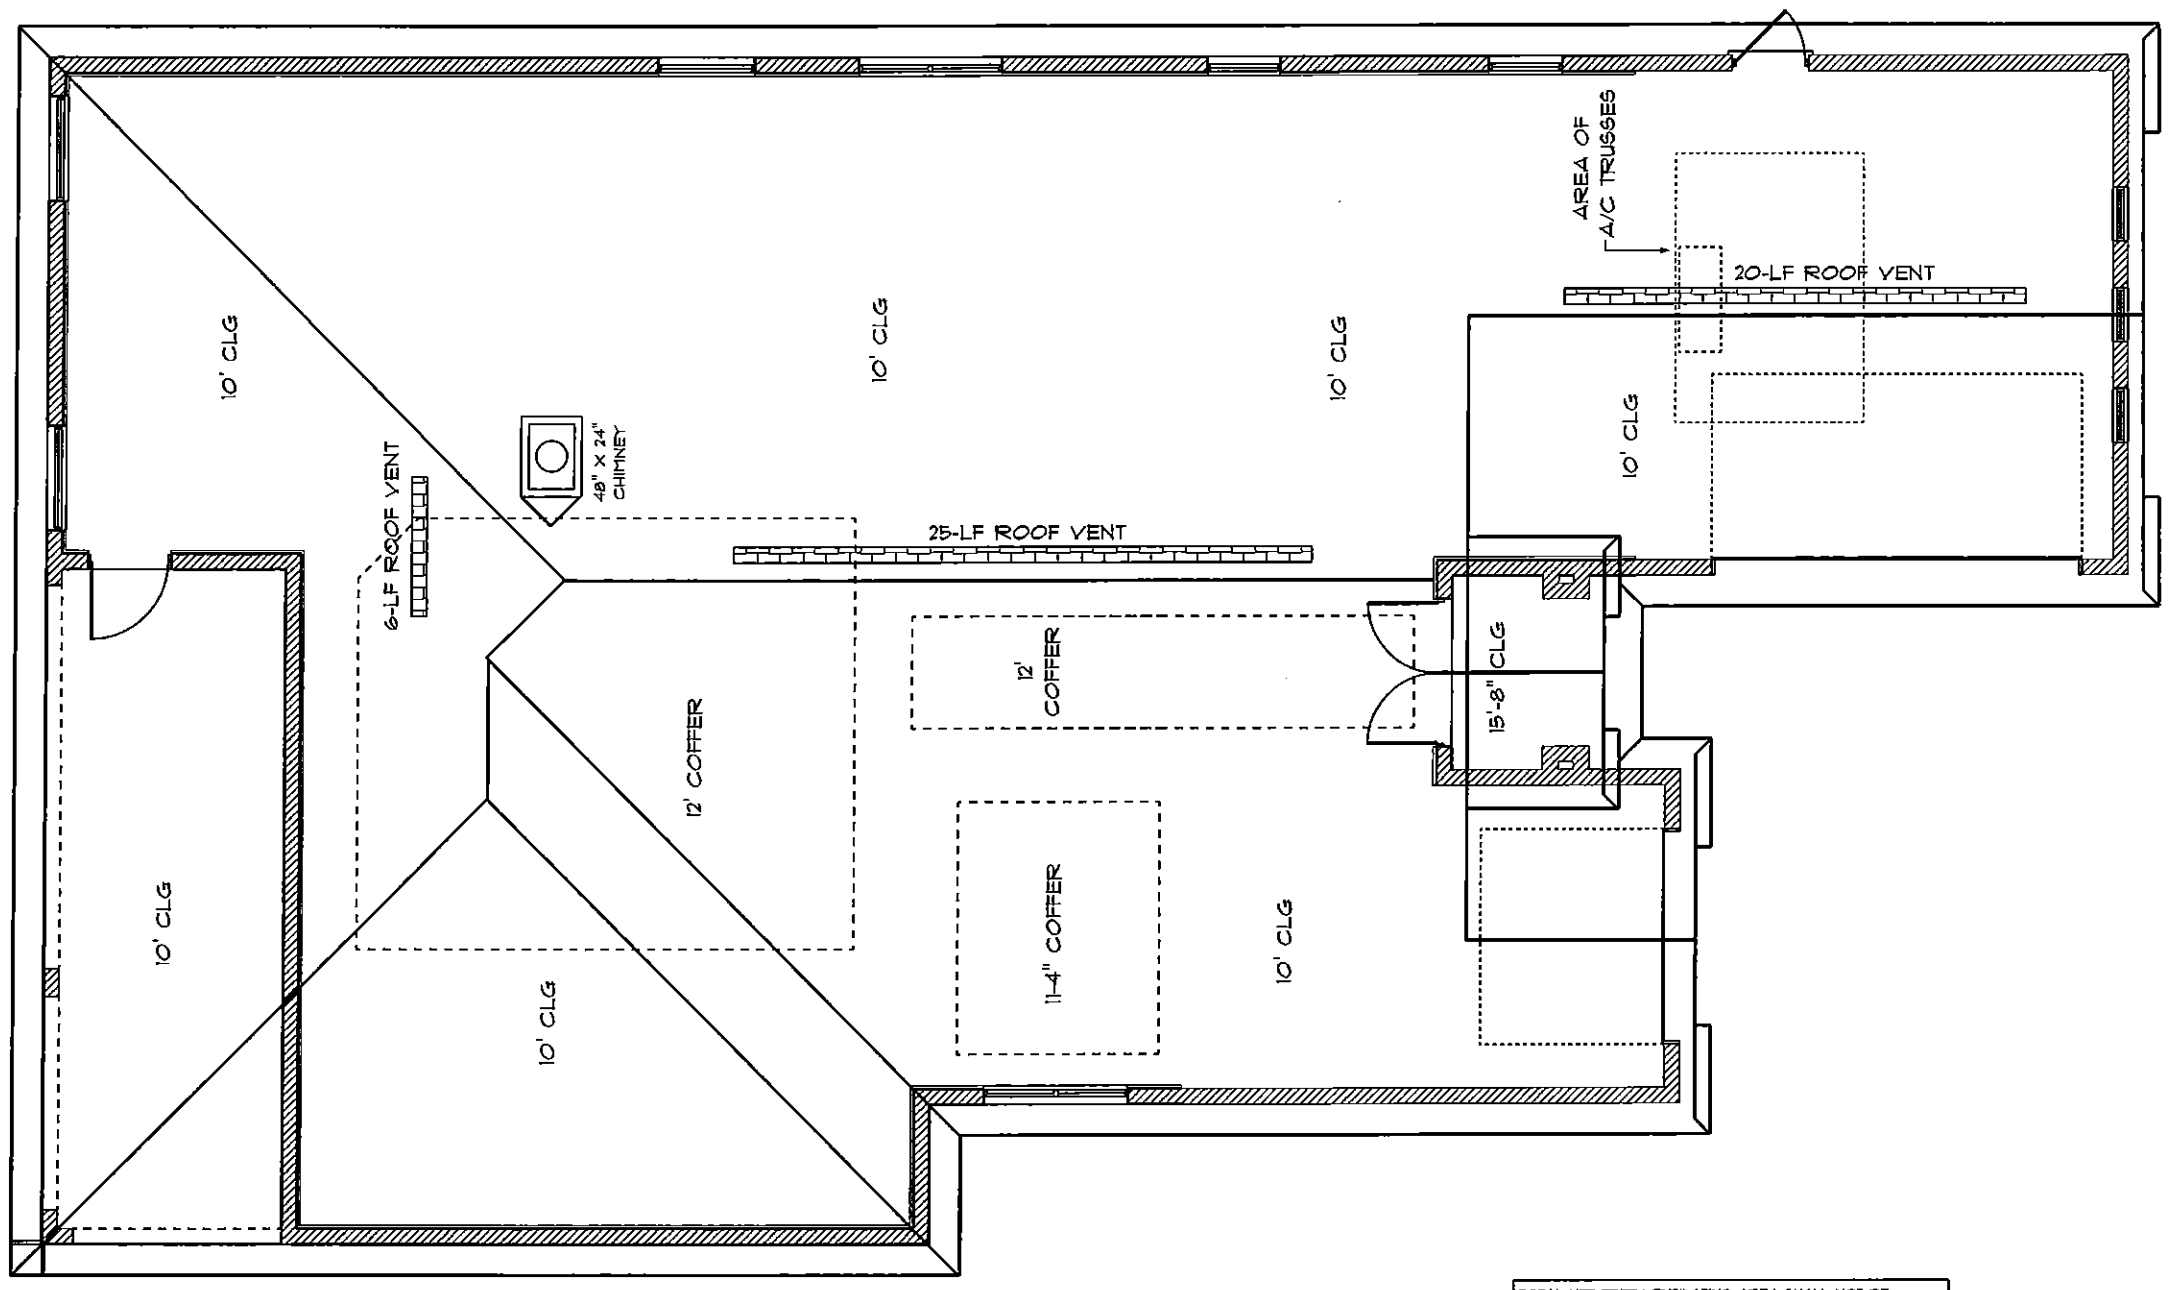 AREA OF
A/C TRUSSES
20-LF ROOF VENT
10' CLG
10' CLG
10' CLG
10' CLG
48" X 24"
CHIMNEY
6-LF ROOF VENT
25-LF ROOF VENT
12'
COFFER
15'-8" CLG
12' COFFER
11-4" COFFER
10' CLG
10' CLG
10' CLG